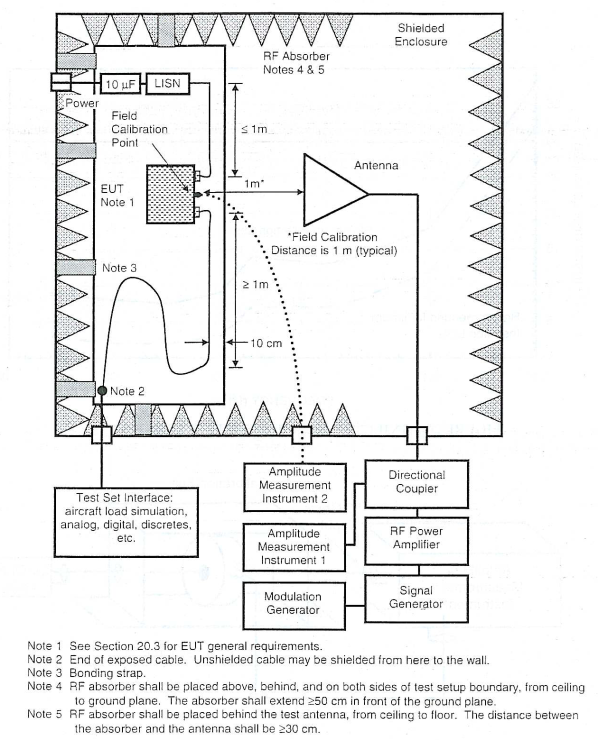 Shielded
Enclosure
RF Absorber
Notes 4 & 5
10 µF
LISN
Power
Field
Calibration
Point
≤ 1m
Antenna
1m*
EUT
Note 1
*Field Calibration
Distance is 1 m (typical)
Note 3
≥ 1m
10 cm
Note 2
Test Set Interface:
aircraft load simulation,
analog, digital, discretes,
etc.
Amplitude
Measurement
Instrument 2
Directional
Coupler
Amplitude
Measurement
Instrument 1
RF Power
Amplifier
Modulation
Generator
Signal
Generator
Note 1 See Section 20.3 for EUT general requirements.
Note 2 End of exposed cable. Unshielded cable may be shielded from here to the wall.
Note 3 Bonding strap.
Note 4 RF absorber shall be placed above, behind, and on both sides of test setup boundary, from ceiling
to ground plane. The absorber shall extend ≥50 cm in front of the ground plane.
Note 5 RF absorber shall be placed behind the test antenna, from ceiling to floor. The distance between
the absorber and the antenna shall be ≥30 cm.